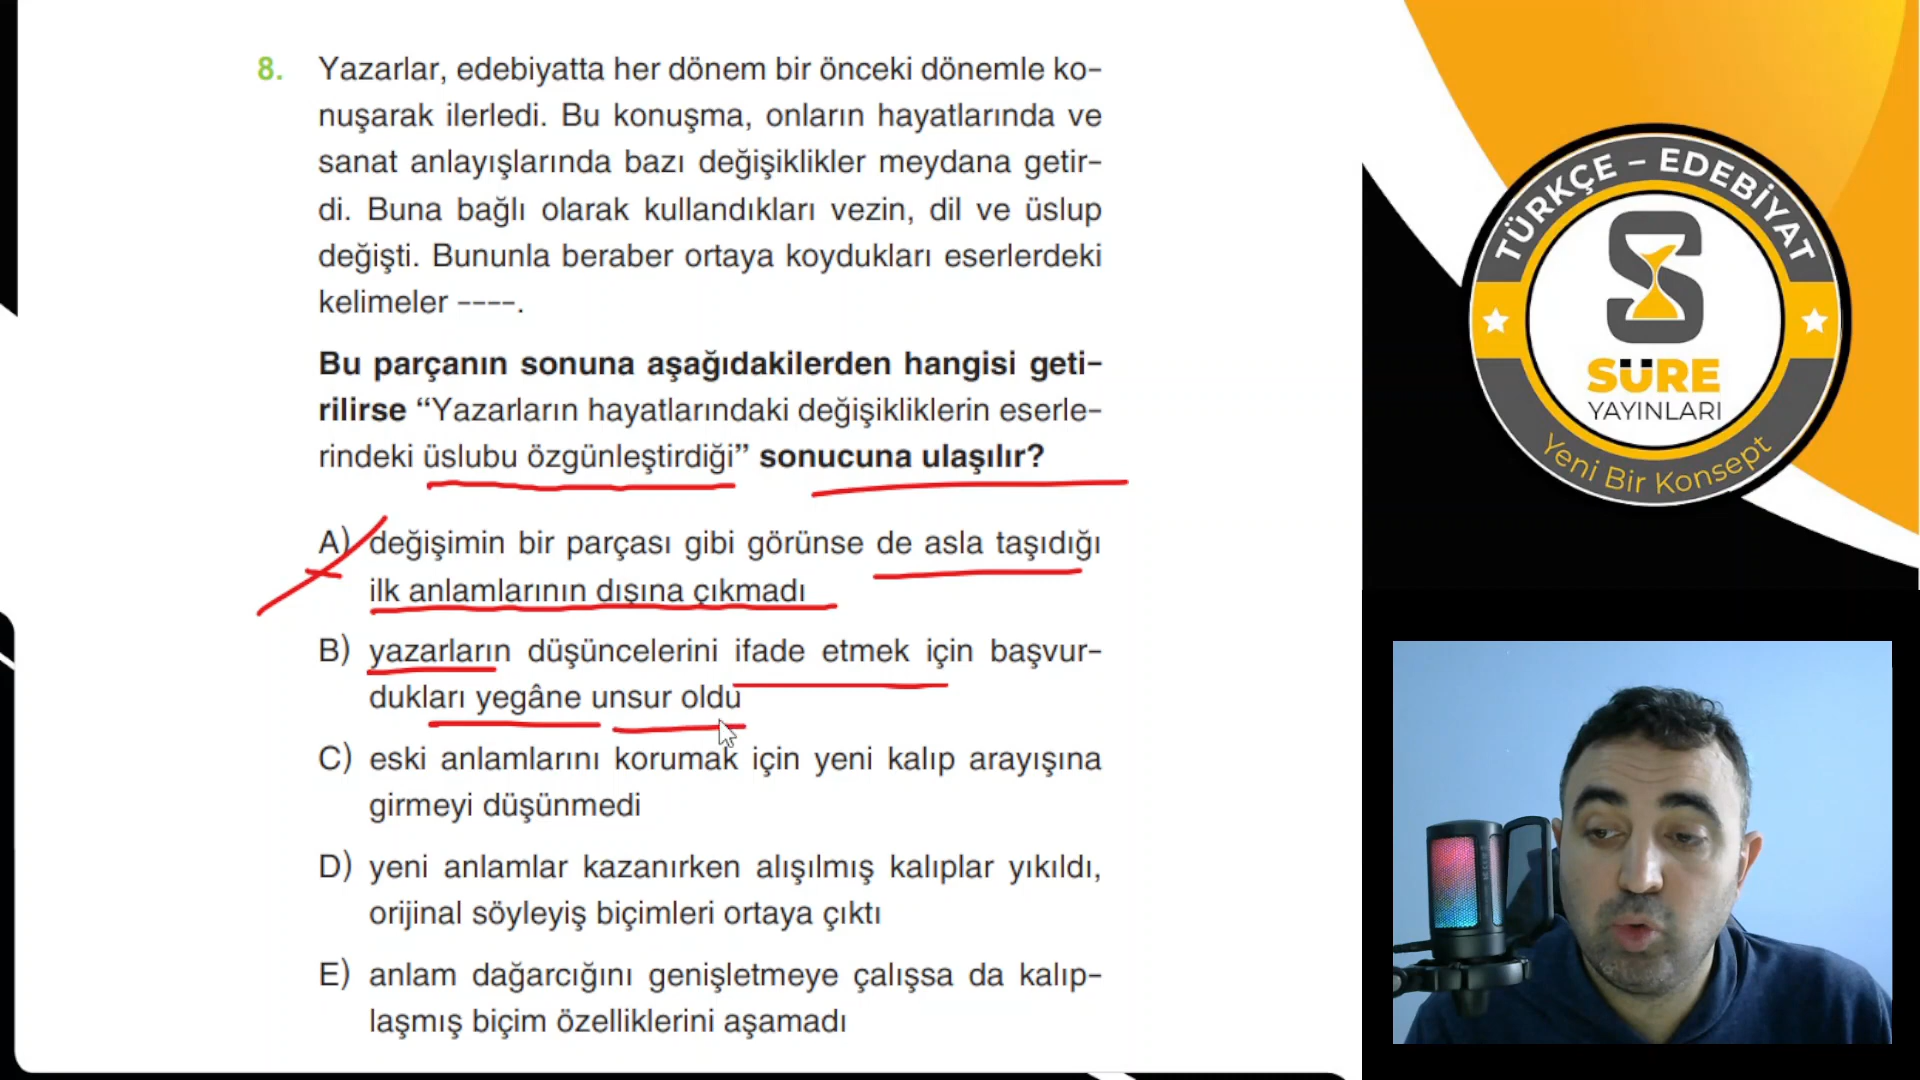 8. Yazarlar, edebiyatta her dönem bir önceki dönemle ko-
nuşarak ilerledi. Bu konuşma, onların hayatlarında ve
sanat anlayışlarında bazı değişiklikler meydana getir-
di. Buna bağlı olarak kullandıkları vezin, dil ve üslup
değişti. Bununla beraber ortaya koydukları eserlerdeki
kelimeler ----.
Bu parçanın sonuna aşağıdakilerden hangisi geti-
rilirse “Yazarların hayatlarındaki değişikliklerin eserle-
rindeki üslubu özgünleştirdiği” sonucuna ulaşılır?
A) değişimin bir parçası gibi görünse de asla taşıdığı
ilk anlamlarının dışına çıkmadı
B) yazarların düşüncelerini ifade etmek için başvur-
dukları yegâne unsur oldu
C) eski anlamlarını korumak için yeni kalıp arayışına
girmeyi düşünmedi
D) yeni anlamlar kazanırken alışılmış kalıplar yıkıldı,
orijinal söyleyiş biçimleri ortaya çıktı
E) anlam dağarcığını genişletmeye çalışsa da kalıp-
laşmış biçim özelliklerini aşamadı
TÜRKÇE – EDEBİYAT
S
SÜRE
YAYINLARI
Yeni Bir Konsept